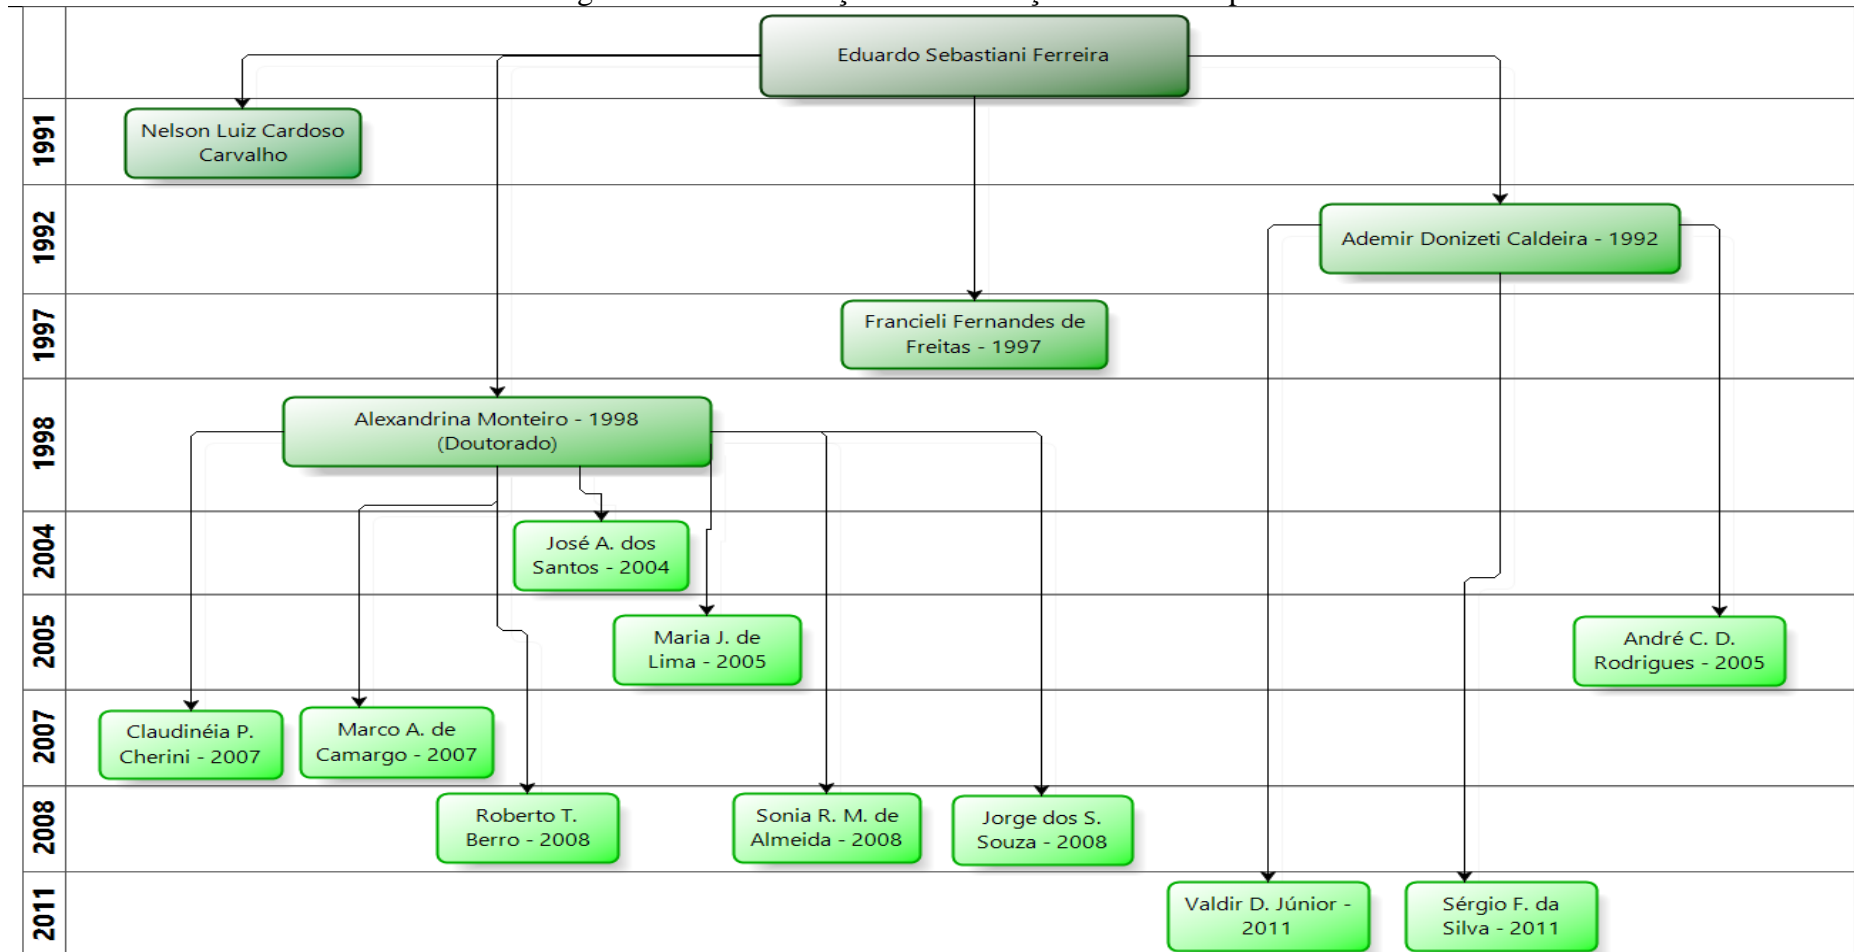 Eduardo Sebastiani Ferreira
1991
Nelson Luiz Cardoso
Carvalho
1992
Ademir Donizeti Caldeira - 1992
1997
Francieli Fernandes de
Freitas - 1997
1998
Alexandrina Monteiro - 1998
(Doutorado)
2004
José A. dos
Santos - 2004
2005
Maria J. de
Lima - 2005
André C. D.
Rodrigues - 2005
2007
Claudinéia P.
Cherini - 2007
Marco A. de
Camargo - 2007
2008
Roberto T.
Berro - 2008
Sonia R. M. de
Almeida - 2008
Jorge dos S.
Souza - 2008
2011
Valdir D. Júnior -
2011
Sérgio F. da
Silva - 2011